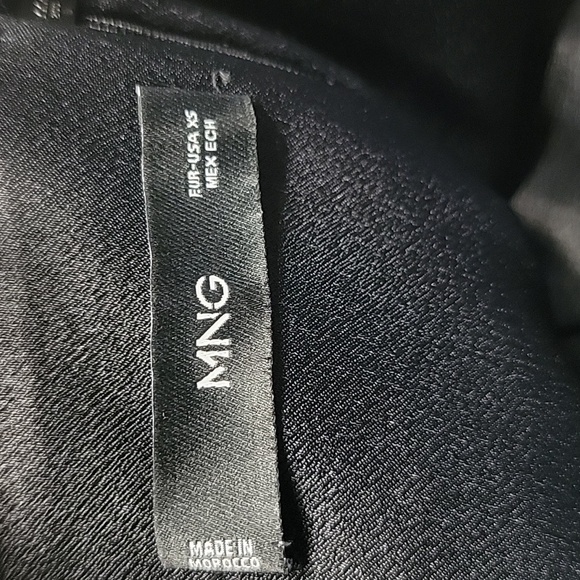 EUR-USA XS
MEX ECH
MNG
MADE IN
MOROCCO